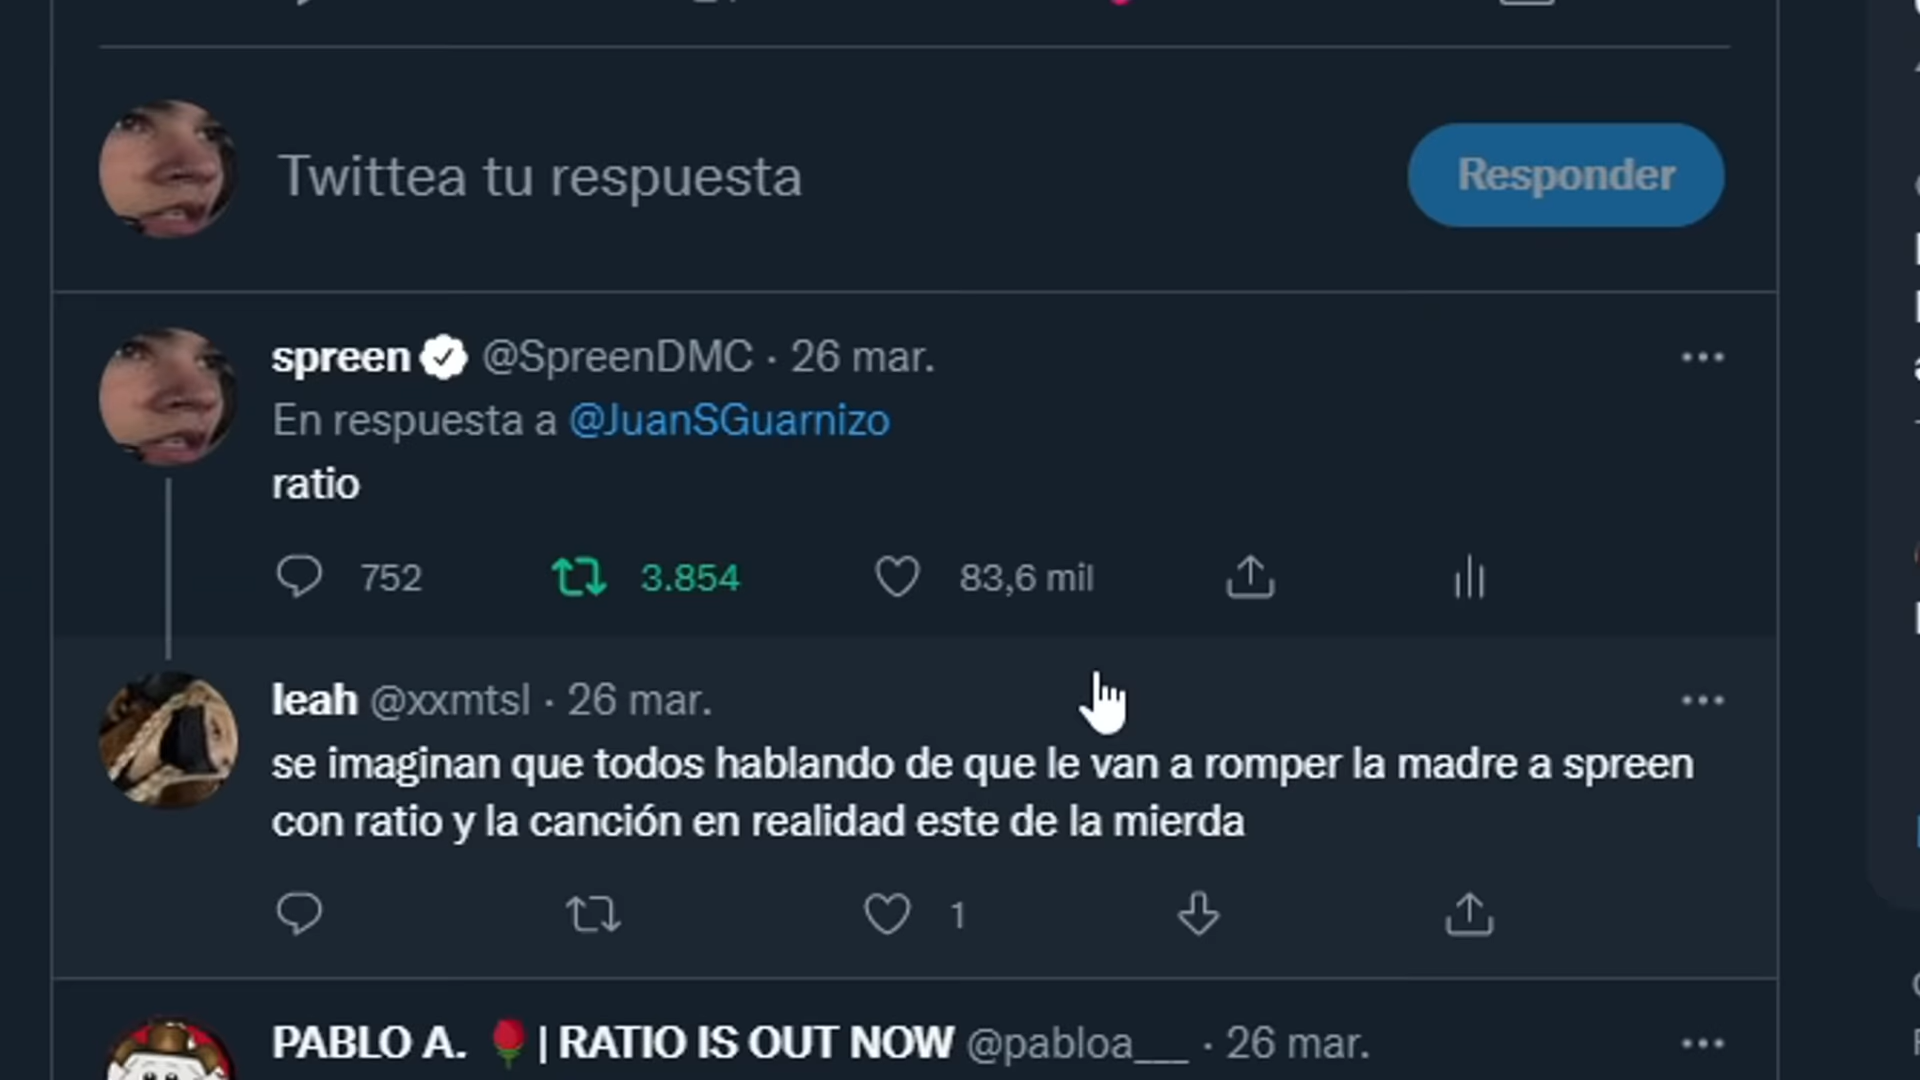 Twittea tu respuesta
Responder
spreen @SpreenDMC · 26 mar.
En respuesta a @JuanSGuarnizo
ratio
752 3.854 83,6 mil
leah @xxmtsl · 26 mar.
se imaginan que todos hablando de que le van a romper la madre a spreen
con ratio y la canción en realidad este de la mierda
1
PABLO A. 🌹 | RATIO IS OUT NOW @pabloa___ · 26 mar.